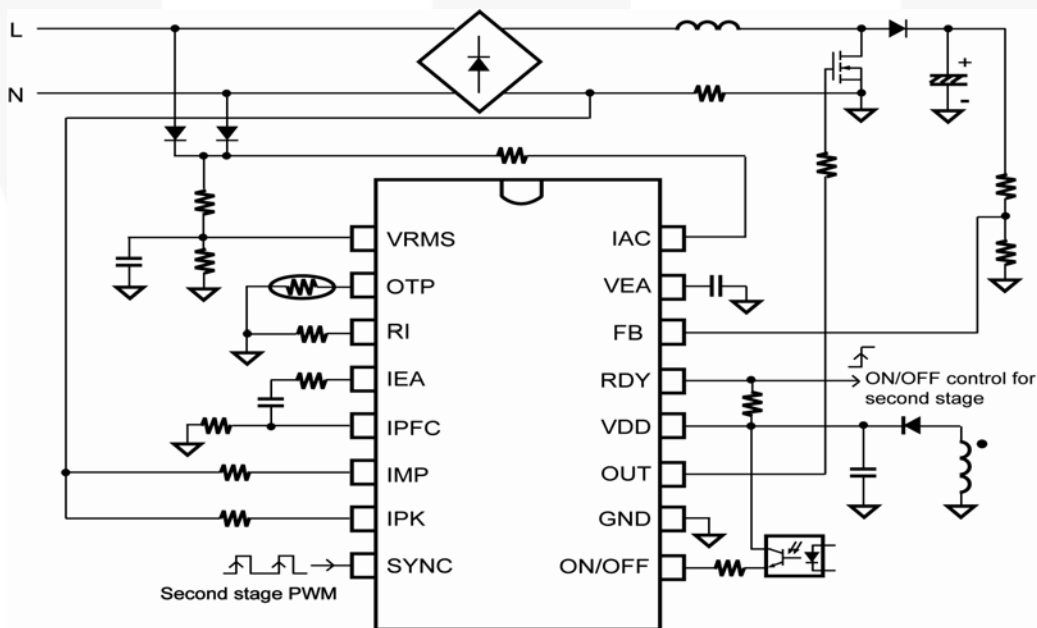 L
N
+
-
VRMS
IAC
OTP
VEA
RI
FB
IEA
RDY
ON/OFF control for
second stage
IPFC
VDD
IMP
OUT
IPK
GND
SYNC
ON/OFF
Second stage PWM